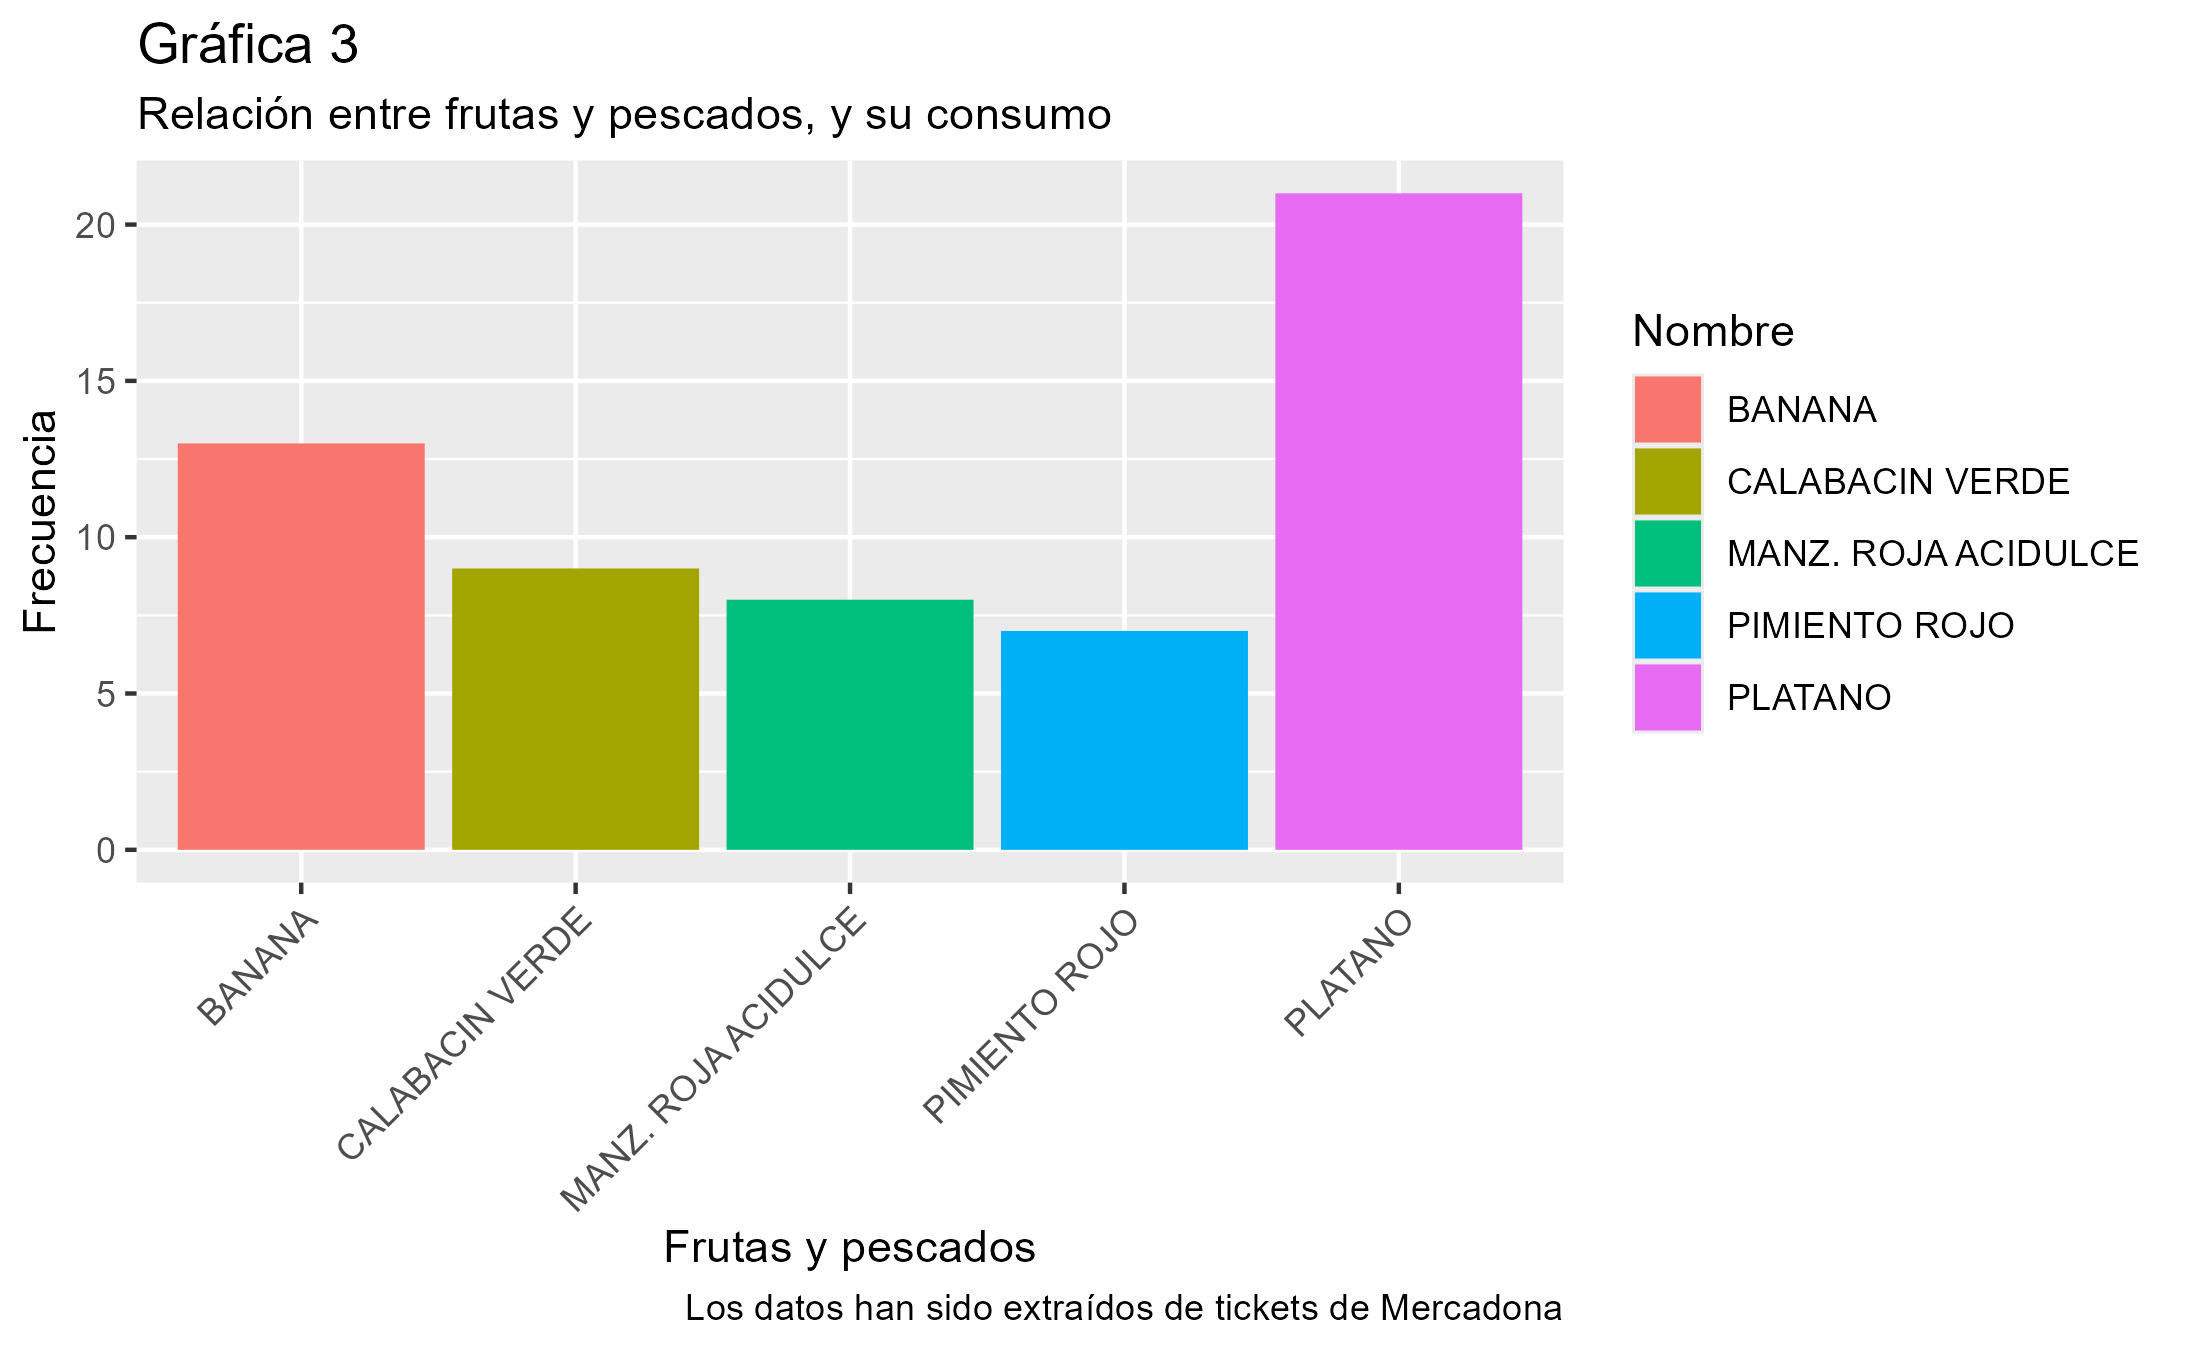 Gráfica 3
Relación entre frutas y pescados, y su consumo
Frecuencia
20
15
10
5
0
BANANA
CALABACIN VERDE
MANZ. ROJA ACIDULCE
PIMIENTO ROJO
PLATANO
Frutas y pescados
Los datos han sido extraídos de tickets de Mercadona
Nombre
BANANA
CALABACIN VERDE
MANZ. ROJA ACIDULCE
PIMIENTO ROJO
PLATANO